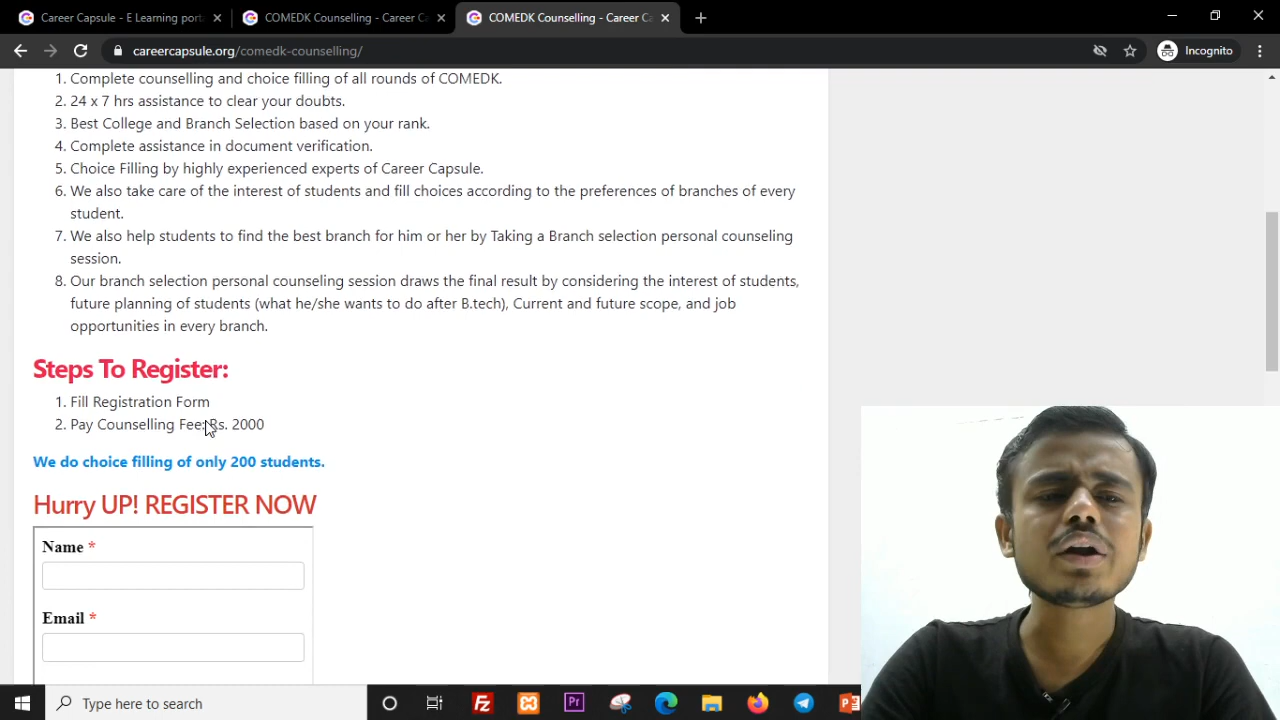 Career Capsule - E Learning port
COMEDK Counselling - Career C
COMEDK Counselling - Career Ca
careercapsule.org/comedk-counselling/
Incognito
1. Complete counselling and choice filling of all rounds of COMEDK.
2. 24 x 7 hrs assistance to clear your doubts.
3. Best College and Branch Selection based on your rank.
4. Complete assistance in document verification.
5. Choice Filling by highly experienced experts of Career Capsule.
6. We also take care of the interest of students and fill choices according to the preferences of branches of every
student.
7. We also help students to find the best branch for him or her by Taking a Branch selection personal counseling
session.
8. Our branch selection personal counseling session draws the final result by considering the interest of students,
future planning of students (what he/she wants to do after B.tech), Current and future scope, and job
opportunities in every branch.
Steps To Register:
1. Fill Registration Form
2. Pay Counselling Fee: Rs. 2000
We do choice filling of only 200 students.
Hurry UP! REGISTER NOW
Name *
Email *
Type here to search